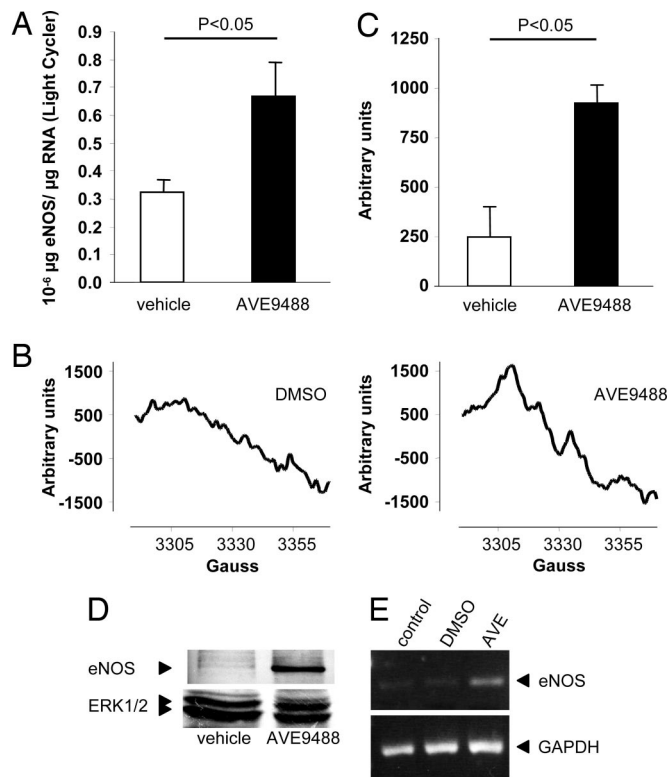 A
P<0.05
10⁻⁶ µg eNOS/ µg RNA (Light Cycler)
0.9
0.8
0.7
0.6
0.5
0.4
0.3
0.2
0.1
0.0
vehicle AVE9488
C
P<0.05
Arbitrary units
1250
1000
750
500
250
0
vehicle AVE9488
B
Arbitrary units
1500
500
-500
-1500
DMSO
3305 3330 3355
Gauss
Arbitrary units
1500
500
-500
-1500
AVE9488
3305 3330 3355
Gauss
D
eNOS
ERK1/2
vehicle AVE9488
E
control DMSO AVE
eNOS
GAPDH